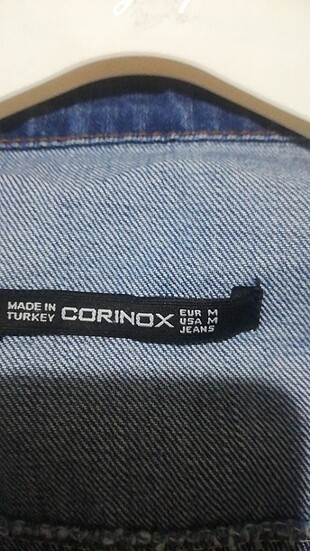 MADE IN
TURKEY
CORINOX
EUR M
USA M
JEANS